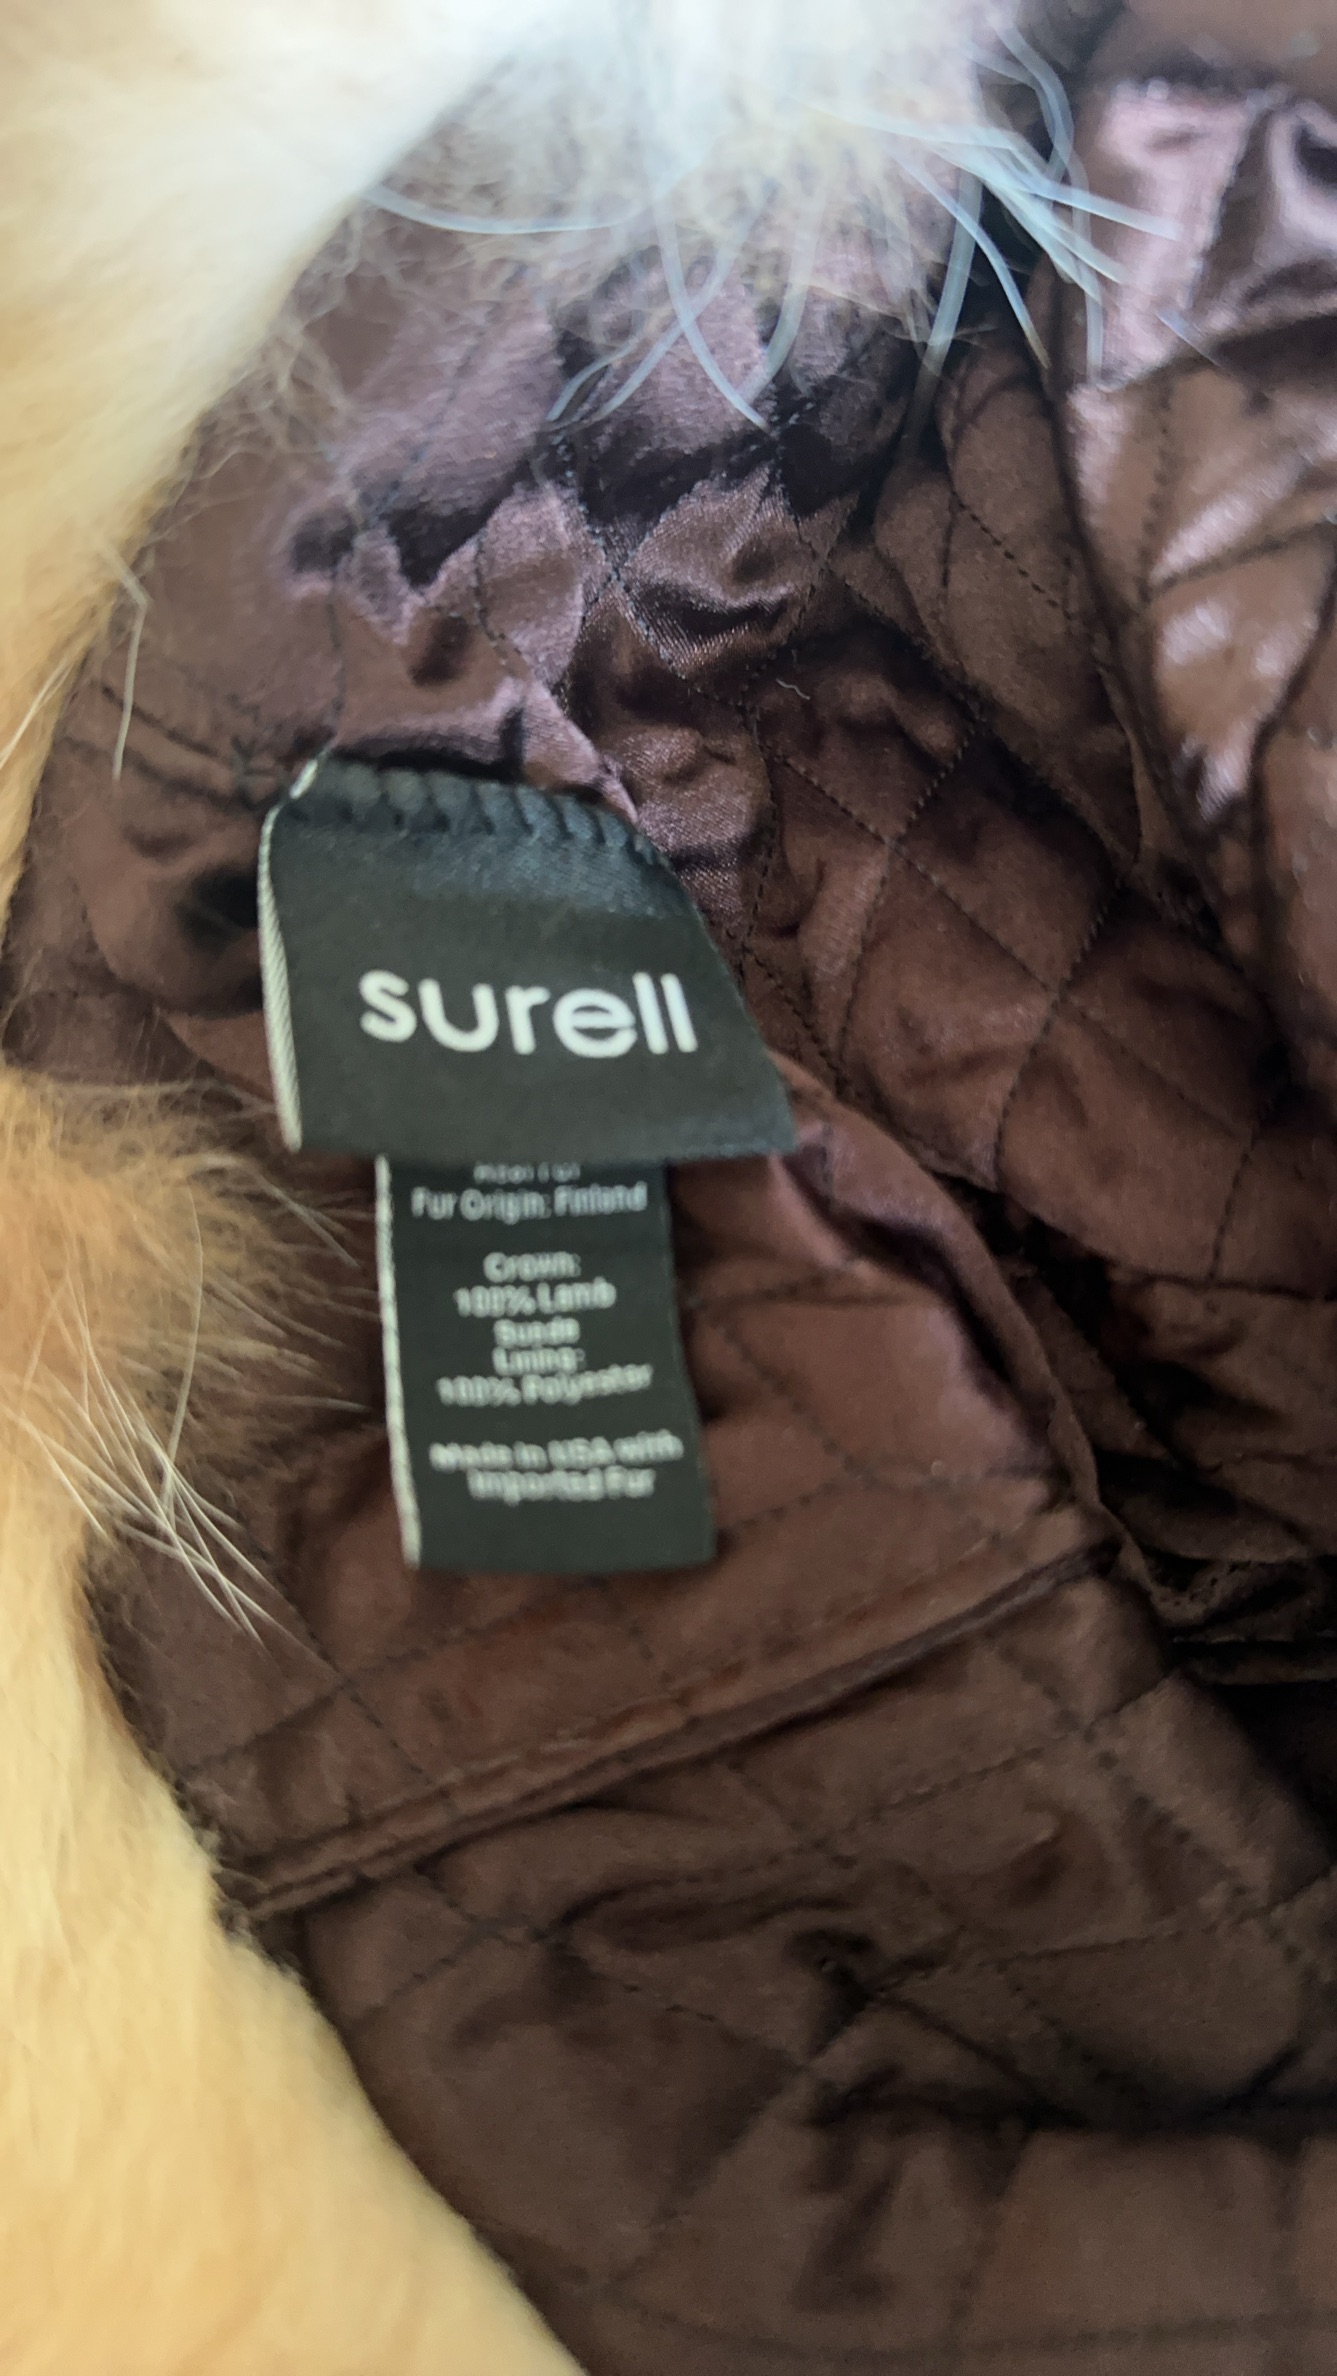 surell
Fur Origin: Finland
Crown:
100% Lamb
Suede
Lining:
100% Polyester
Made in USA with
Imported Fur